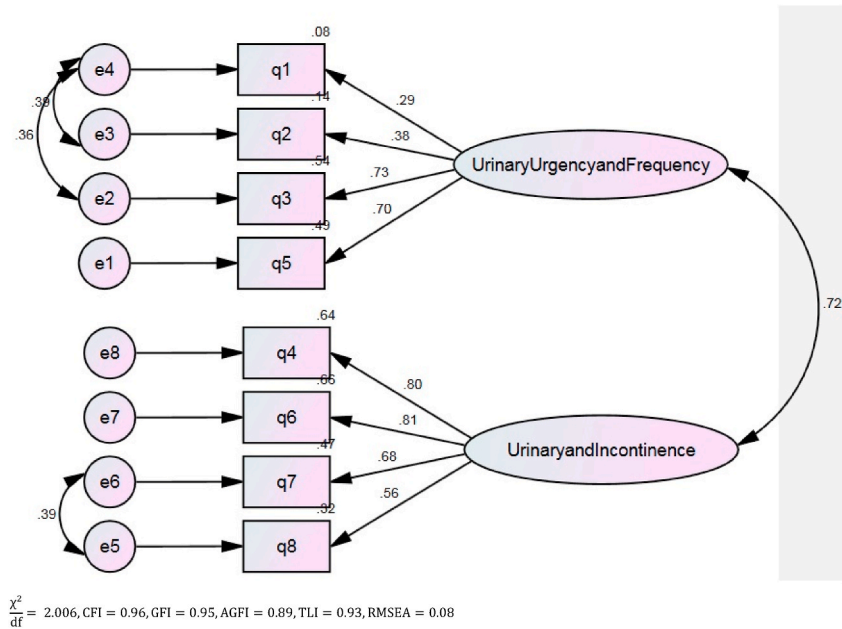 .08
e4 q1
.39 .14 .29
.36 e3 q2 .38
UrinaryUrgencyandFrequency
.54 .73
e2 q3
.49 .70
e1 q5
.72
.64
e8 q4
.66 .80
e7 q6 .81
.47 UrinaryandIncontinence
.68
e6 q7
.39 .32 .56
e5 q8
χ²/df = 2.006, CFI = 0.96, GFI = 0.95, AGFI = 0.89, TLI = 0.93, RMSEA = 0.08